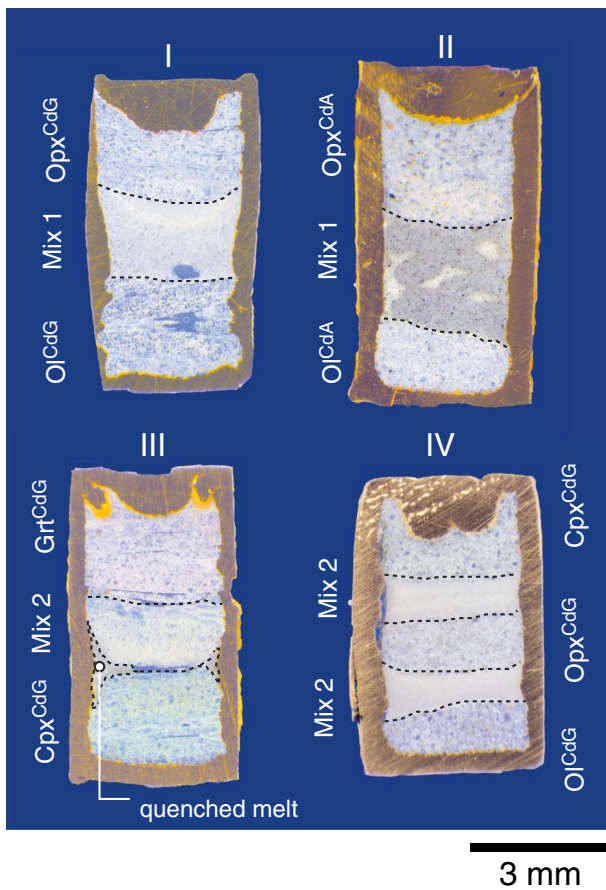 I
II
Opx^CdG
Mix 1
Ol^CdG
Opx^CdA
Mix 1
Ol^CdA
III
IV
Grt^CdG
Mix 2
Cpx^CdG
Mix 2
Mix 2
Cpx^CdG
Opx^CdG
Ol^CdG
quenched melt
3 mm